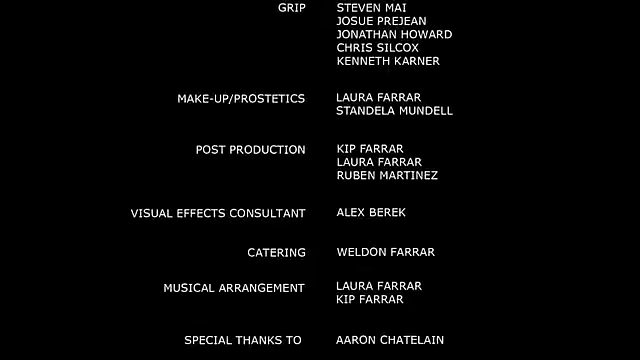 GRIP STEVEN MAI
JOSUE PREJEAN
JONATHAN HOWARD
CHRIS SILCOX
KENNETH KARNER
MAKE-UP/PROSTETICS LAURA FARRAR
STANDELA MUNDELL
POST PRODUCTION KIP FARRAR
LAURA FARRAR
RUBEN MARTINEZ
VISUAL EFFECTS CONSULTANT ALEX BEREK
CATERING WELDON FARRAR
MUSICAL ARRANGEMENT LAURA FARRAR
KIP FARRAR
SPECIAL THANKS TO AARON CHATELAIN